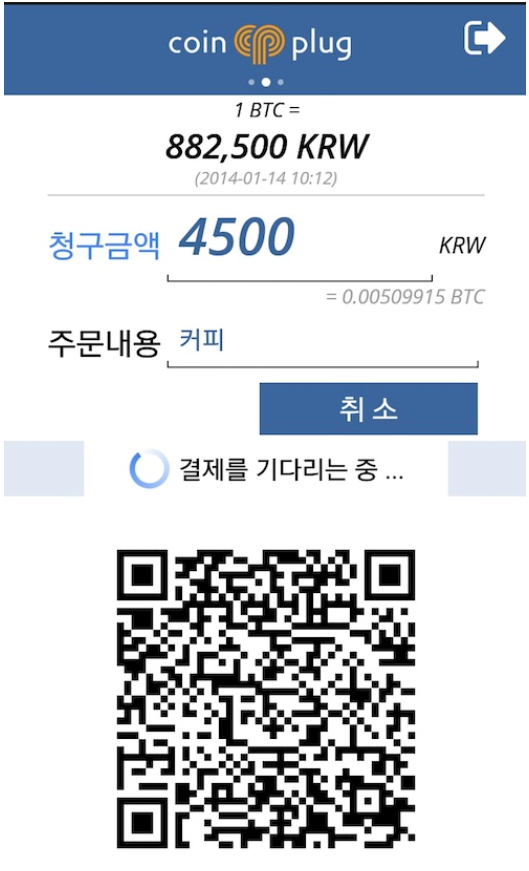 coin plug
1 BTC =
882,500 KRW
(2014-01-14 10:12)
청구금액 4500 KRW
= 0.00509915 BTC
주문내용 커피
취소
결제를 기다리는 중 ...